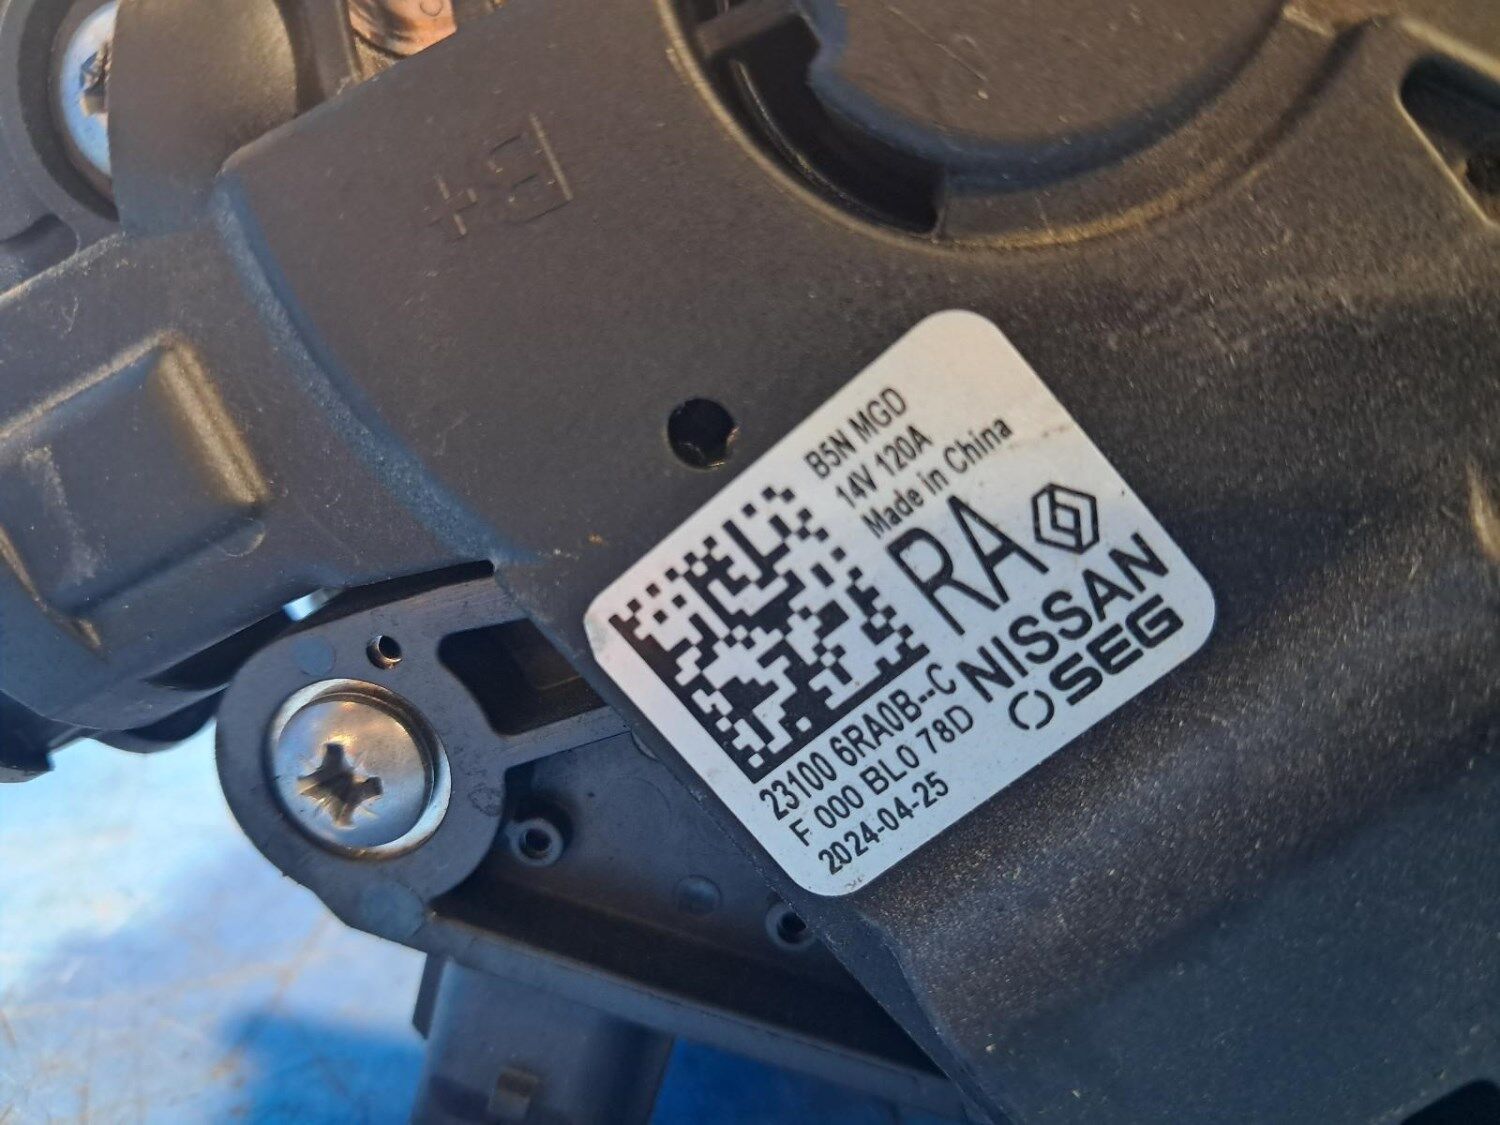 B+
B5N MGD
14V 120A
Made in China
RA
NISSAN
SEG
23100 6RA0B--C
F 000 BL0 78D
2024-04-25